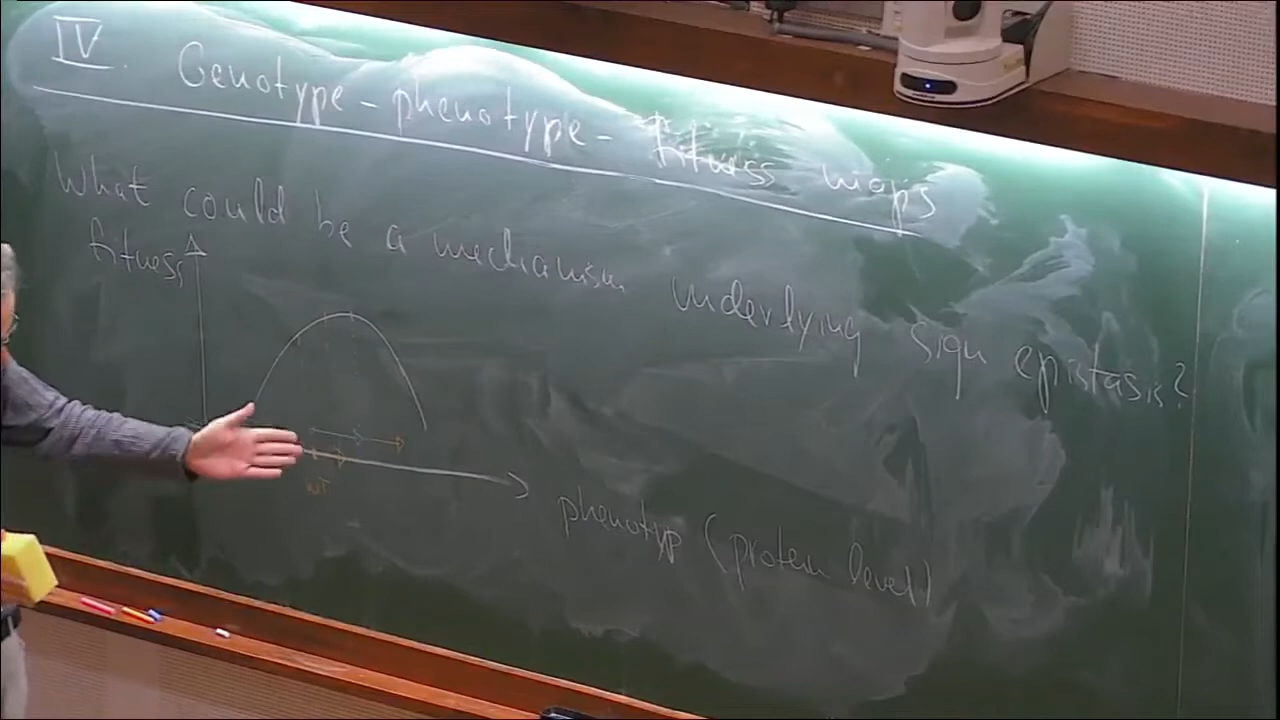 IV. Genotype-phenotype-fitness maps
What could be a mechanism underlying sign epistasis?
fitness
WT
phenotyp (protein level)